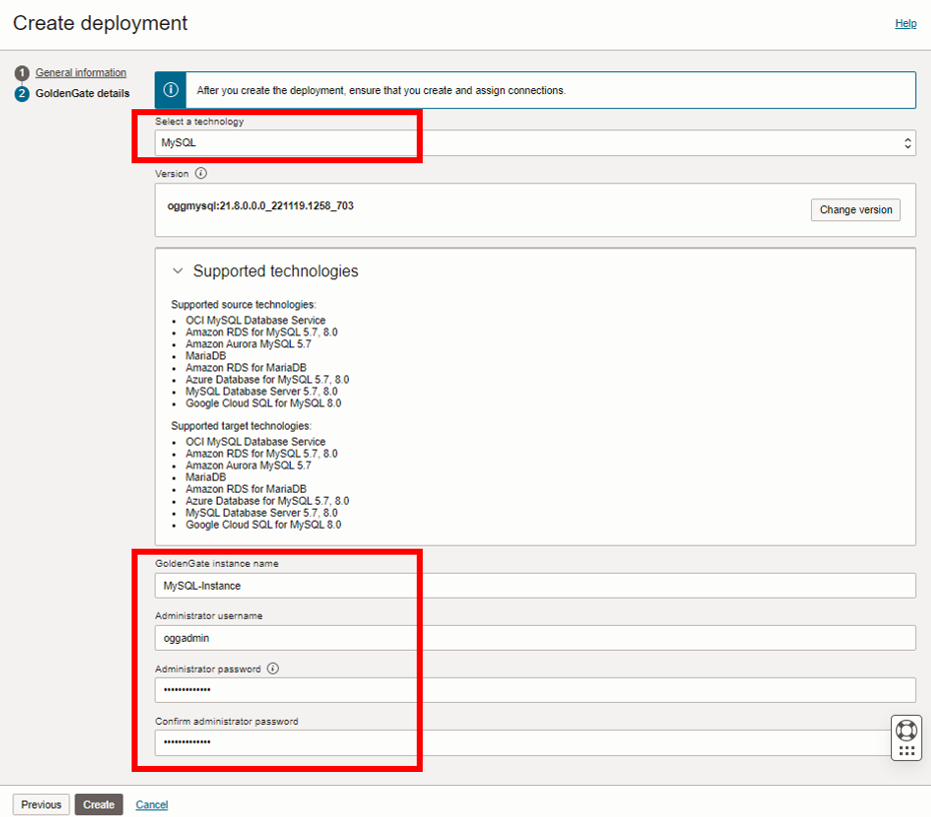 Create deployment
Help
1 General information
2 GoldenGate details
After you create the deployment, ensure that you create and assign connections.
Select a technology
MySQL
Version
oggmysql:21.8.0.0.0_221119.1258_703
Change version
Supported technologies
Supported source technologies:
• OCI MySQL Database Service
• Amazon RDS for MySQL 5.7, 8.0
• Amazon Aurora MySQL 5.7
• MariaDB
• Amazon RDS for MariaDB
• Azure Database for MySQL 5.7, 8.0
• MySQL Database Server 5.7, 8.0
• Google Cloud SQL for MySQL 8.0
Supported target technologies:
• OCI MySQL Database Service
• Amazon RDS for MySQL 5.7, 8.0
• Amazon Aurora MySQL 5.7
• MariaDB
• Amazon RDS for MariaDB
• Azure Database for MySQL 5.7, 8.0
• MySQL Database Server 5.7, 8.0
• Google Cloud SQL for MySQL 8.0
GoldenGate instance name
MySQL-Instance
Administrator username
oggadmin
Administrator password
•••••••••••••
Confirm administrator password
•••••••••••••
Previous Create Cancel